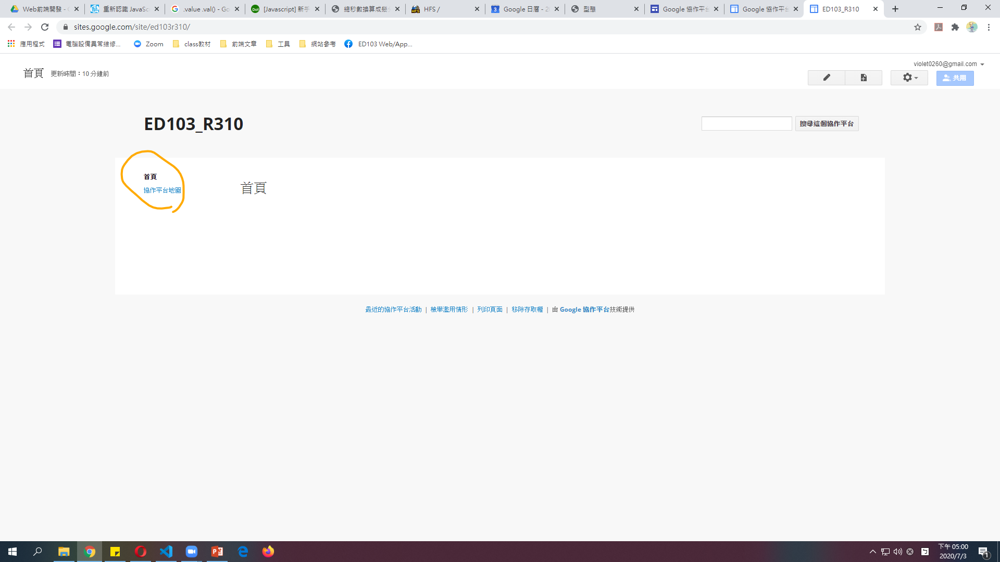 Web前端開發 -
重新認識 JavaSc
.value .val() - Go
Dot
[Javascript] 新手
總秒數換算成幾分
HFS /
Google 日曆 - 2
型態
Google 協作平台
Google 協作平台
ED103_R310
sites.google.com/site/ed103r310/
應用程式
電腦設備異常維修...
Zoom
class教材
前端文章
工具
網站參考
ED103 Web/App...
violet0260@gmail.com
首頁 更新時間：10 分鐘前
共用
ED103_R310
搜尋這個協作平台
首頁
協作平台地圖
首頁
最近的協作平台活動 | 檢舉濫用情形 | 列印頁面 | 移除存取權 | 由 Google 協作平台技術提供
下午 05:00
2020/7/3
1